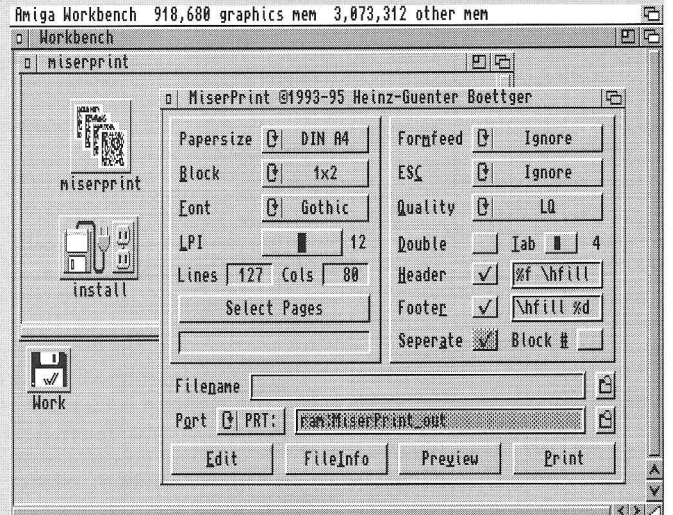 Amiga Workbench 918,680 graphics mem 3,073,312 other mem
Workbench
miserprint
MiserPrint ©1993-95 Heinz-Guenter Boettger
Papersize DIN A4
Formfeed Ignore
Block 1x2
ESC Ignore
Font Gothic
Quality LQ
LPI 12
Double Tab 4
Lines 127 Cols 80
Header %f \hfill
Select Pages
Footer \hfill %d
Seperate Block #
miserprint
install
Work
Filename
Port PRT: ram:MiserPrint_out
Edit FileInfo Preview Print